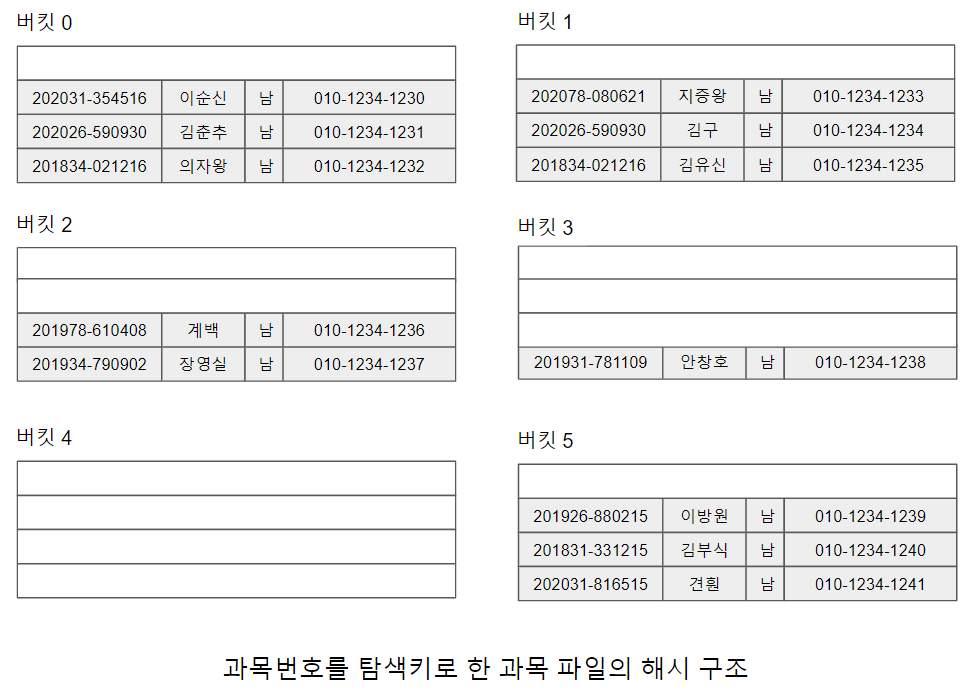 버킷 0
202031-354516 이순신 남 010-1234-1230
202026-590930 김춘추 남 010-1234-1231
201834-021216 의자왕 남 010-1234-1232
버킷 1
202078-080621 지증왕 남 010-1234-1233
202026-590930 김구 남 010-1234-1234
201834-021216 김유신 남 010-1234-1235
버킷 2
201978-610408 계백 남 010-1234-1236
201934-790902 장영실 남 010-1234-1237
버킷 3
201931-781109 안창호 남 010-1234-1238
버킷 4
버킷 5
201926-880215 이방원 남 010-1234-1239
201831-331215 김부식 남 010-1234-1240
202031-816515 견훤 남 010-1234-1241
과목번호를 탐색키로 한 과목 파일의 해시 구조